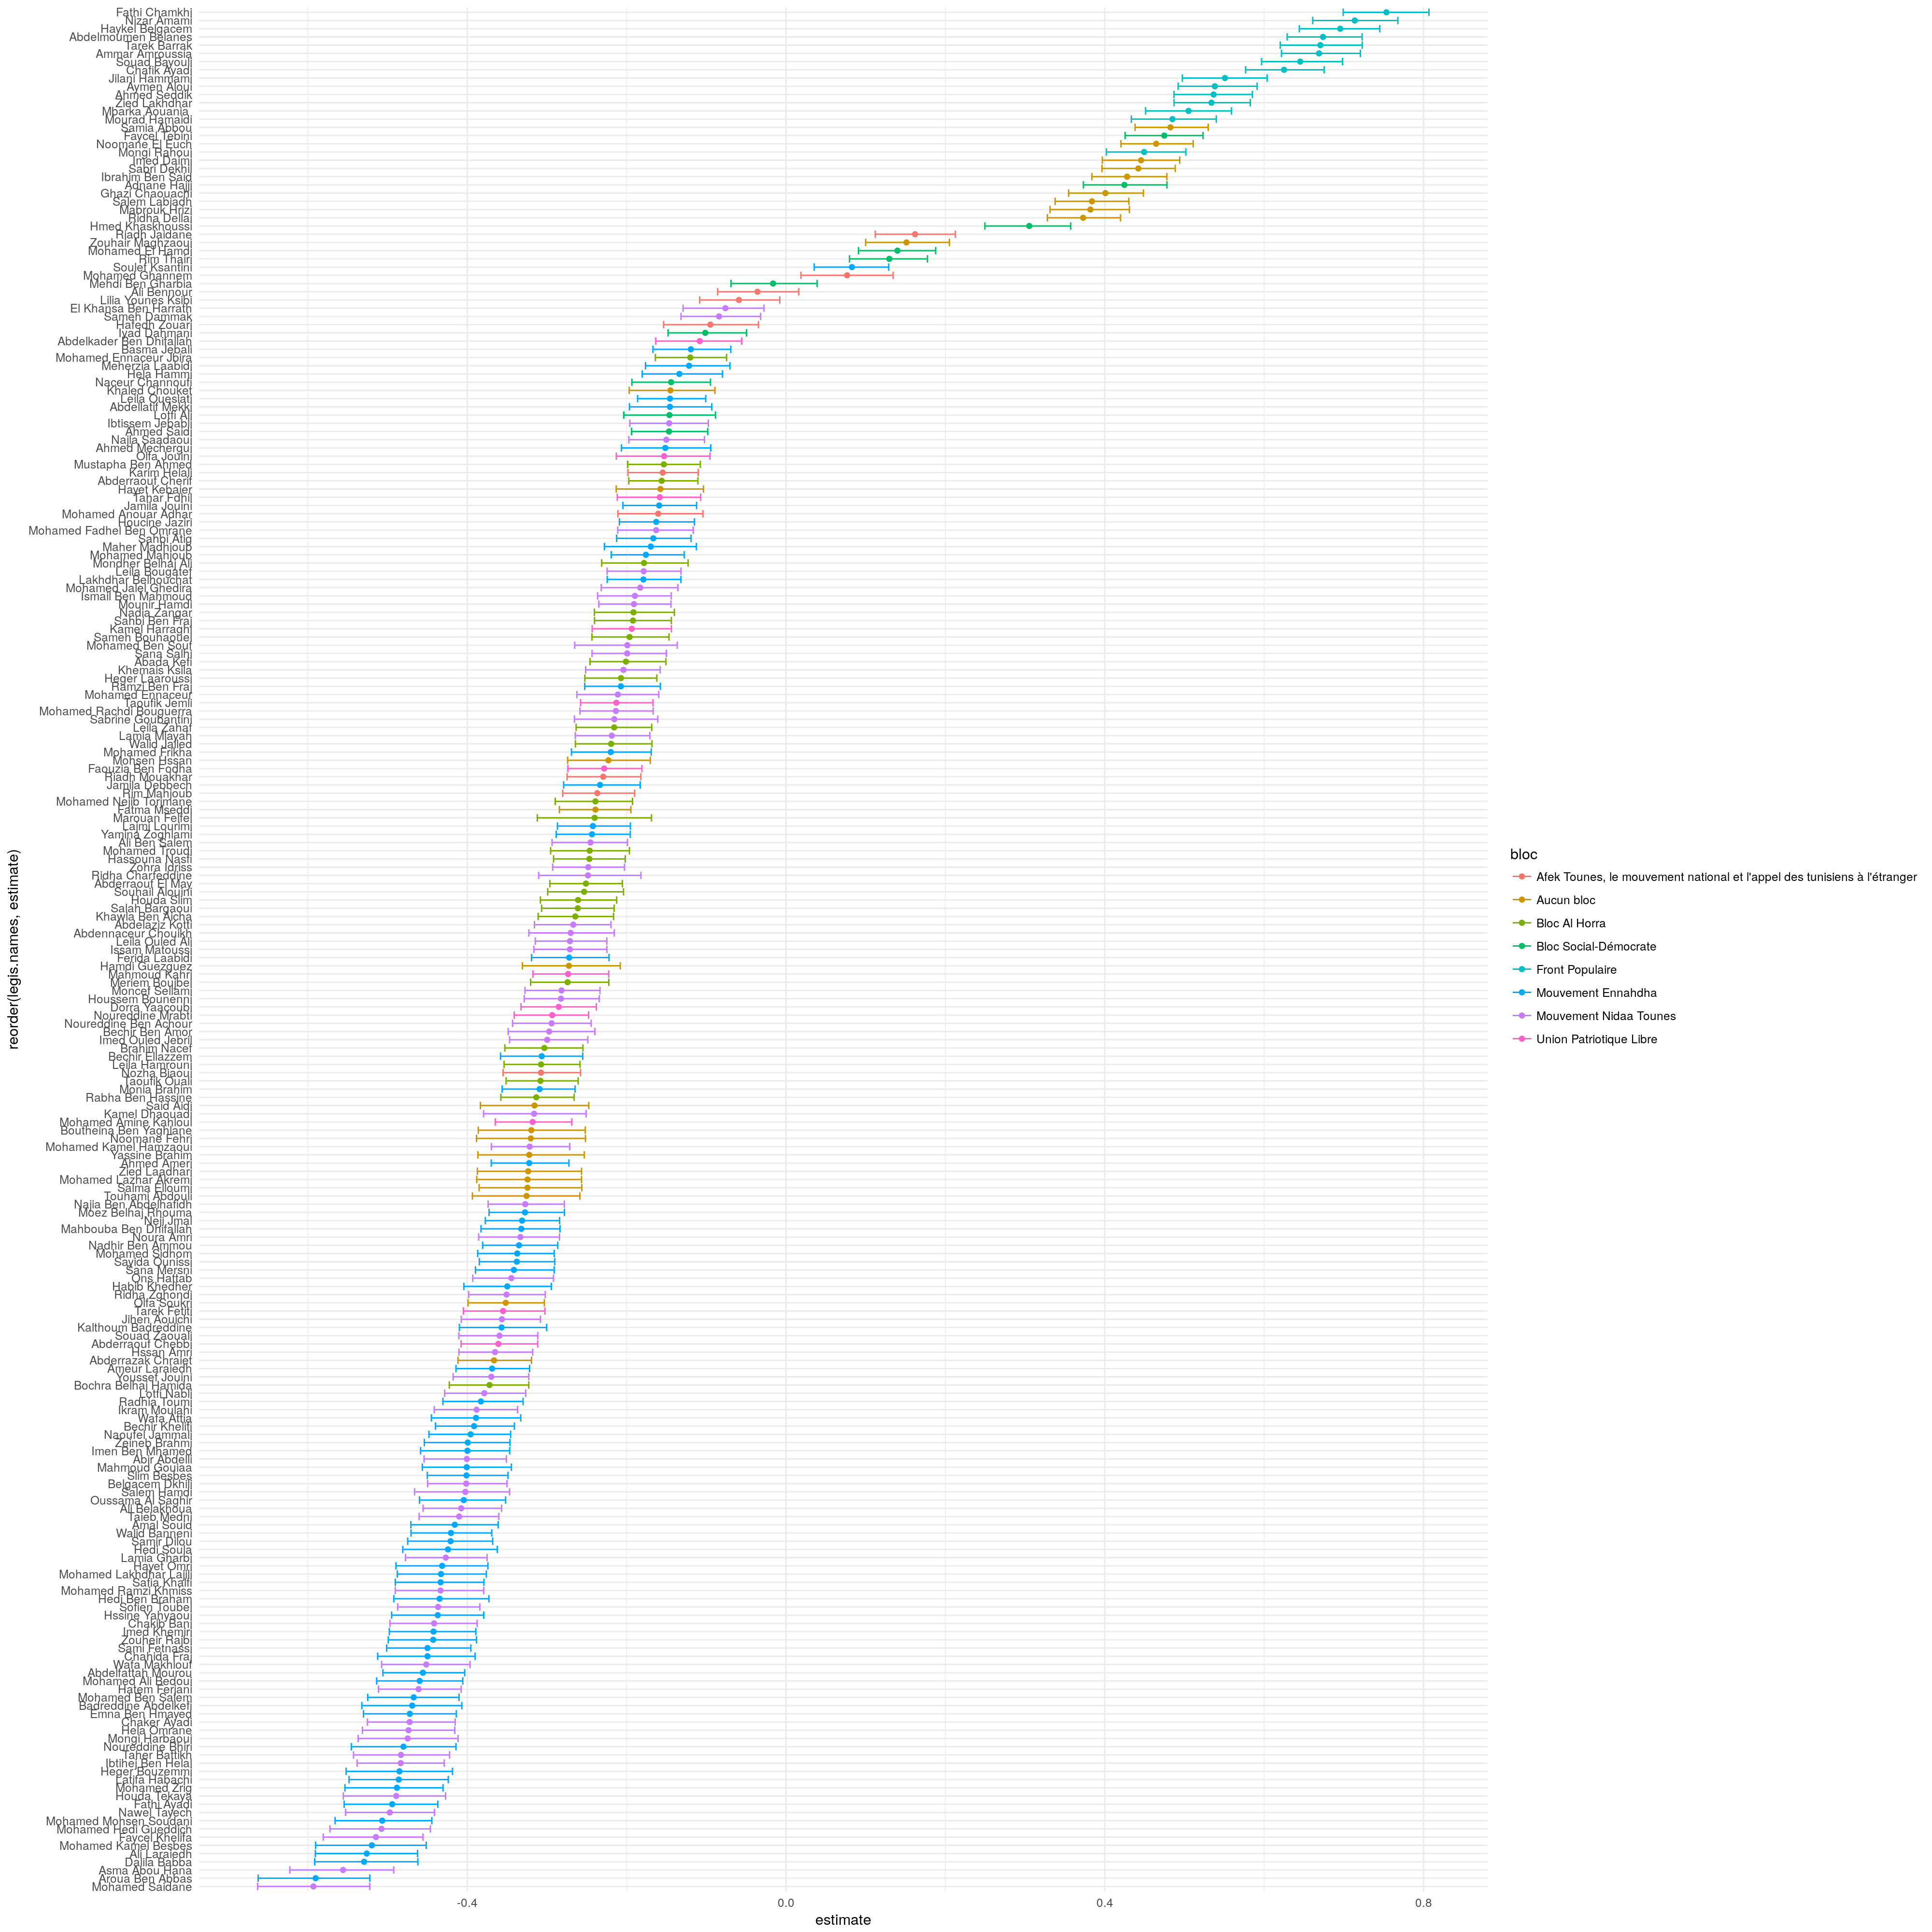 Fathi Chamkhi
Nizar Amami
Haykel Belgacem
Abdelmoumen Belanes
Tarek Barrak
Ammar Amroussia
Souad Bayouli
Chafik Ayadi
Jilani Hammami
Aymen Aloui
Ahmed Seddik
Zied Lakhdhar
Mbarka Aouania
Mourad Hamaidi
Samia Abbou
Faycel Tebini
Noomane El Euch
Mongi Rahoui
Imed Daimi
Sabri Dekhil
Ibrahim Ben Said
Adnane Hajji
Ghazi Chaouachi
Salem Labiadh
Mabrouk Hrizi
Ridha Dellai
Hmed Khaskhoussi
Riadh Jaidane
Zouhair Maghzaoui
Mohamed El Hamdi
Rim Thairi
Soulef Ksantini
Mohamed Ghannem
Mehdi Ben Gharbia
Ali Bennour
Lilia Younes Ksibi
El Khansa Ben Harrath
Sameh Dammak
Hafedh Zouari
Iyad Dahmani
Abdelkader Ben Dhifallah
Basma Jebali
Mohamed Ennaceur Jbira
Meherzia Laabidi
Hela Hammi
Naceur Channoufi
Khaled Chouket
Leila Oueslati
Abdellatif Mekki
Lotfi Ali
Ibtissem Jebabli
Ahmed Saidi
Najla Saadaoui
Ahmed Mechergui
Olfa Jouini
Mustapha Ben Ahmed
Karim Helali
Abderraouf Cherif
Hayet Kebaier
Tahar Fdhil
Jamila Jouini
Mohamed Anouar Adhar
Houcine Jaziri
Mohamed Fadhel Ben Omrane
Sahbi Atig
Maher Madhioub
Mohamed Mahjoub
Mondher Belhaj Ali
Leila Bougatef
Lakhdhar Belhouchat
Mohamed Jalel Ghedira
Ismail Ben Mahmoud
Mounir Hamdi
Nadia Zangar
Sahbi Ben Fraj
Kamel Harraghi
Sameh Bouhaouel
Mohamed Ben Souf
Sana Salhi
Abada Kefi
Khemais Ksila
Heger Laaroussi
Ramzi Ben Fraj
Mohamed Ennaceur
Taoufik Jemli
Mohamed Rachdi Bouguerra
Sabrine Goubantini
Leila Zahaf
Lamia Mlayah
Walid Jalled
Mohamed Frikha
Mohsen Hssan
Faouzia Ben Fodha
Riadh Mouakhar
Jamila Debbech
Rim Mahjoub
Mohamed Nejib Torjmane
Fatma Mseddi
Marouan Felfel
Lajmi Lourimi
Yamina Zoghlami
Ali Ben Salem
Mohamed Troudi
Hassouna Nasfi
Zohra Idriss
Ridha Charfeddine
Abderraouf El May
Souhail Alouini
Houda Slim
Salah Bargaoui
Khawla Ben Aicha
Abdelaziz Kotti
Abdennaceur Chouikh
Leila Ouled Ali
Issam Matoussi
Ferida Laabidi
Hamdi Guezguez
Mahmoud Kahri
Meriem Boujbel
Moncef Sellami
Houssem Bounenni
Dorra Yaacoubi
Noureddine Mrabti
Noureddine Ben Achour
Bechir Ben Amor
Imed Ouled Jebril
Brahim Nacef
Bechir Ellazzem
Leila Hamrouni
Nozha Biaoui
Taoufik Ouali
Monia Brahim
Rabha Ben Hassine
Said Aidi
Kamel Dhaouadi
Mohamed Amine Kahloul
Boutheina Ben Yaghlane
Noomane Fehri
Mohamed Kamel Hamzaoui
Yassine Brahim
Ahmed Ameri
Zied Laadhari
Mohamed Lazhar Akremi
Salma Elloumi
Touhami Abdouli
Najia Ben Abdelhafidh
Moez Belhaj Rhouma
Neji Jmal
Mahbouba Ben Dhifallah
Noura Amri
Nadhir Ben Ammou
Mohamed Sidhom
Sayida Ounissi
Sana Mersni
Ons Hattab
Habib Khedher
Ridha Zghondi
Olfa Soukri
Tarek Fetiti
Jihen Aouichi
Kalthoum Badreddine
Souad Zaouali
Abderraouf Chebbi
Hssan Amri
Abderrazak Chraiet
Ameur Laraiedh
Youssef Jouini
Bochra Belhaj Hamida
Lotfi Nabli
Radhia Toumi
Ikram Moulahi
Wafa Attia
Bechir Khelifi
Naoufel Jammali
Zeineb Brahmi
Imen Ben Mhamed
Abir Abdelli
Mahmoud Gouiaa
Slim Besbes
Belgacem Dkhili
Salem Hamdi
Oussama Al Saghir
Ali Belakhoua
Taieb Medni
Amal Souid
Walid Banneni
Samir Dilou
Hedi Soula
Lamia Gharbi
Hayet Omri
Mohamed Lakhdhar Lajili
Safia Khalfi
Mohamed Ramzi Khmiss
Hedi Ben Braham
Sofien Toubel
Hssine Yahyaoui
Chakib Bani
Imed Khemiri
Zouheir Rajbi
Sami Fetnassi
Chahida Fraj
Wafa Makhlouf
Abdelfattah Mourou
Mohamed Ali Bedoui
Hatem Ferjani
Mohamed Ben Salem
Badreddine Abdelkefi
Emna Ben Hmayed
Chaker Ayadi
Hela Omrane
Mongi Harbaoui
Noureddine Bhiri
Taher Battikh
Ibtihej Ben Helal
Heger Bouzemmi
Latifa Habachi
Mohamed Zrig
Houda Tekaya
Fathi Ayadi
Nawel Tayech
Mohamed Mohsen Soudani
Mohamed Hedi Gueddich
Faycel Khelifa
Mohamed Kamel Besbes
Ali Laraiedh
Dalila Babba
Asma Abou Hana
Aroua Ben Abbas
Mohamed Saidane
reorder(legis.names, estimate)
-0.4
0.0
0.4
0.8
estimate
bloc
Afek Tounes, le mouvement national et l'appel des tunisiens à l'étranger
Aucun bloc
Bloc Al Horra
Bloc Social-Démocrate
Front Populaire
Mouvement Ennahdha
Mouvement Nidaa Tounes
Union Patriotique Libre